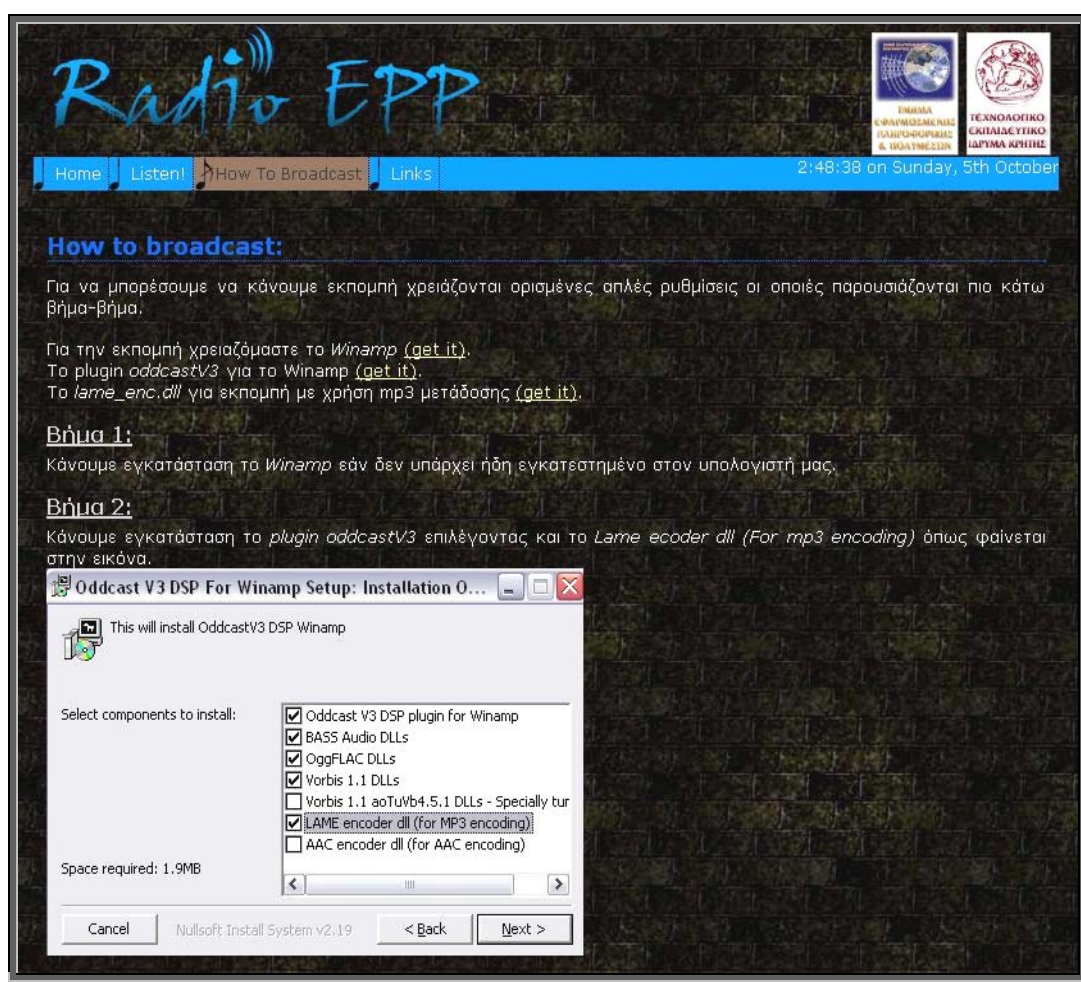 Radio EPP
ΤΜΗΜΑ
ΕΦΑΡΜΟΣΜΕΝΗΣ
ΠΛΗΡΟΦΟΡΙΚΗΣ
& ΠΟΛΥΜΕΣΩΝ
ΤΕΧΝΟΛΟΓΙΚΟ
ΕΚΠΑΙΔΕΥΤΙΚΟ
ΙΔΡΥΜΑ ΚΡΗΤΗΣ
Home Listen! How To Broadcast Links 2:48:38 on Sunday, 5th October
How to broadcast:
Για να μπορέσουμε να κάνουμε εκπομπή χρειάζονται ορισμένες απλές ρυθμίσεις οι οποιές παρουσιάζονται πιο κάτω
βήμα-βήμα.
Για την εκπομπή χρειαζόμαστε το Winamp (get it).
Το plugin oddcastV3 για το Winamp (get it).
Το lame_enc.dll για εκπομπή με χρήση mp3 μετάδοσης (get it).
Βήμα 1:
Κάνουμε εγκατάσταση το Winamp εάν δεν υπάρχει ήδη εγκατεστημένο στον υπολογιστή μας.
Βήμα 2:
Κάνουμε εγκατάσταση το plugin oddcastV3 επιλέγοντας και το Lame ecoder dll (For mp3 encoding) όπως φαίνεται
στην εικόνα.
Oddcast V3 DSP For Winamp Setup: Installation O...
This will install OddcastV3 DSP Winamp
Select components to install:
Oddcast V3 DSP plugin for Winamp
BASS Audio DLLs
OggFLAC DLLs
Vorbis 1.1 DLLs
Vorbis 1.1 aoTuVb4.5.1 DLLs - Specially tur
LAME encoder dll (for MP3 encoding)
AAC encoder dll (for AAC encoding)
Space required: 1.9MB
Cancel Nullsoft Install System v2.19 < Back Next >